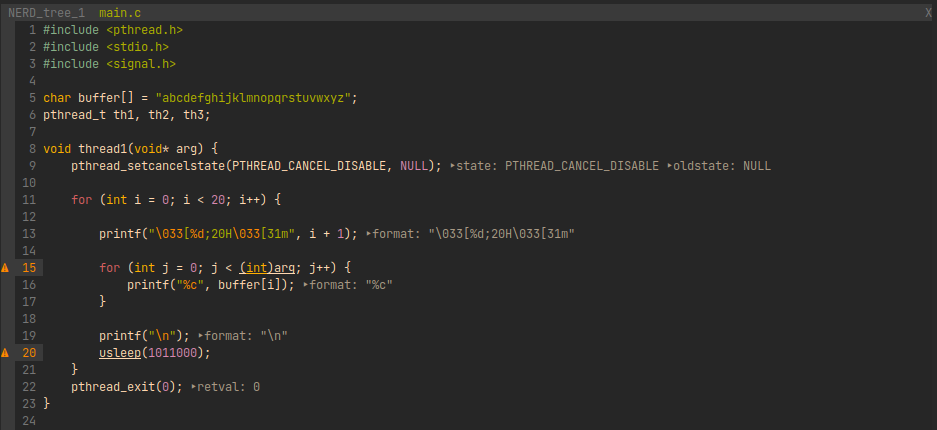 NERD_tree_1 main.c X
1 #include <pthread.h>
2 #include <stdio.h>
3 #include <signal.h>
4
5 char buffer[] = "abcdefghijklmnopqrstuvwxyz";
6 pthread_t th1, th2, th3;
7
8 void thread1(void* arg) {
9     pthread_setcancelstate(PTHREAD_CANCEL_DISABLE, NULL); ‣state: PTHREAD_CANCEL_DISABLE ‣oldstate: NULL
10
11     for (int i = 0; i < 20; i++) {
12
13         printf("\033[%d;20H\033[31m", i + 1); ‣format: "\033[%d;20H\033[31m"
14
15         for (int j = 0; j < (int)arg; j++) {
16             printf("%c", buffer[i]); ‣format: "%c"
17         }
18
19         printf("\n"); ‣format: "\n"
20         usleep(1011000);
21     }
22     pthread_exit(0); ‣retval: 0
23 }
24